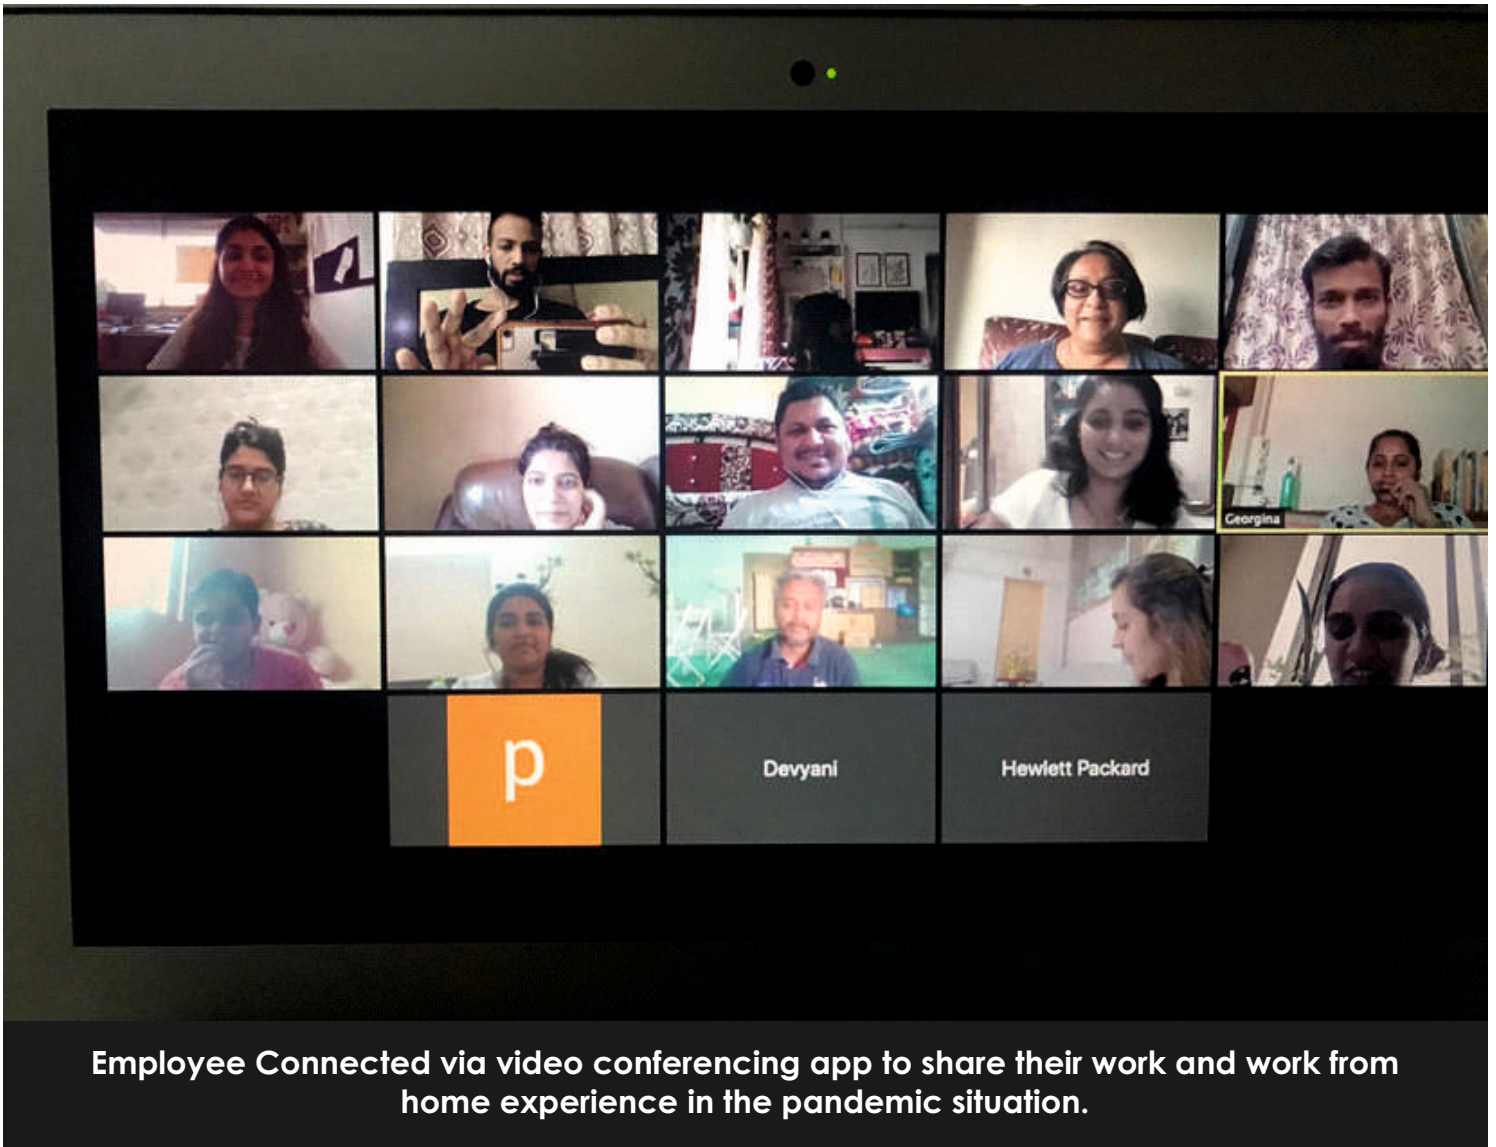 Georgina
p
Devyani
Hewlett Packard
Employee Connected via video conferencing app to share their work and work from
home experience in the pandemic situation.